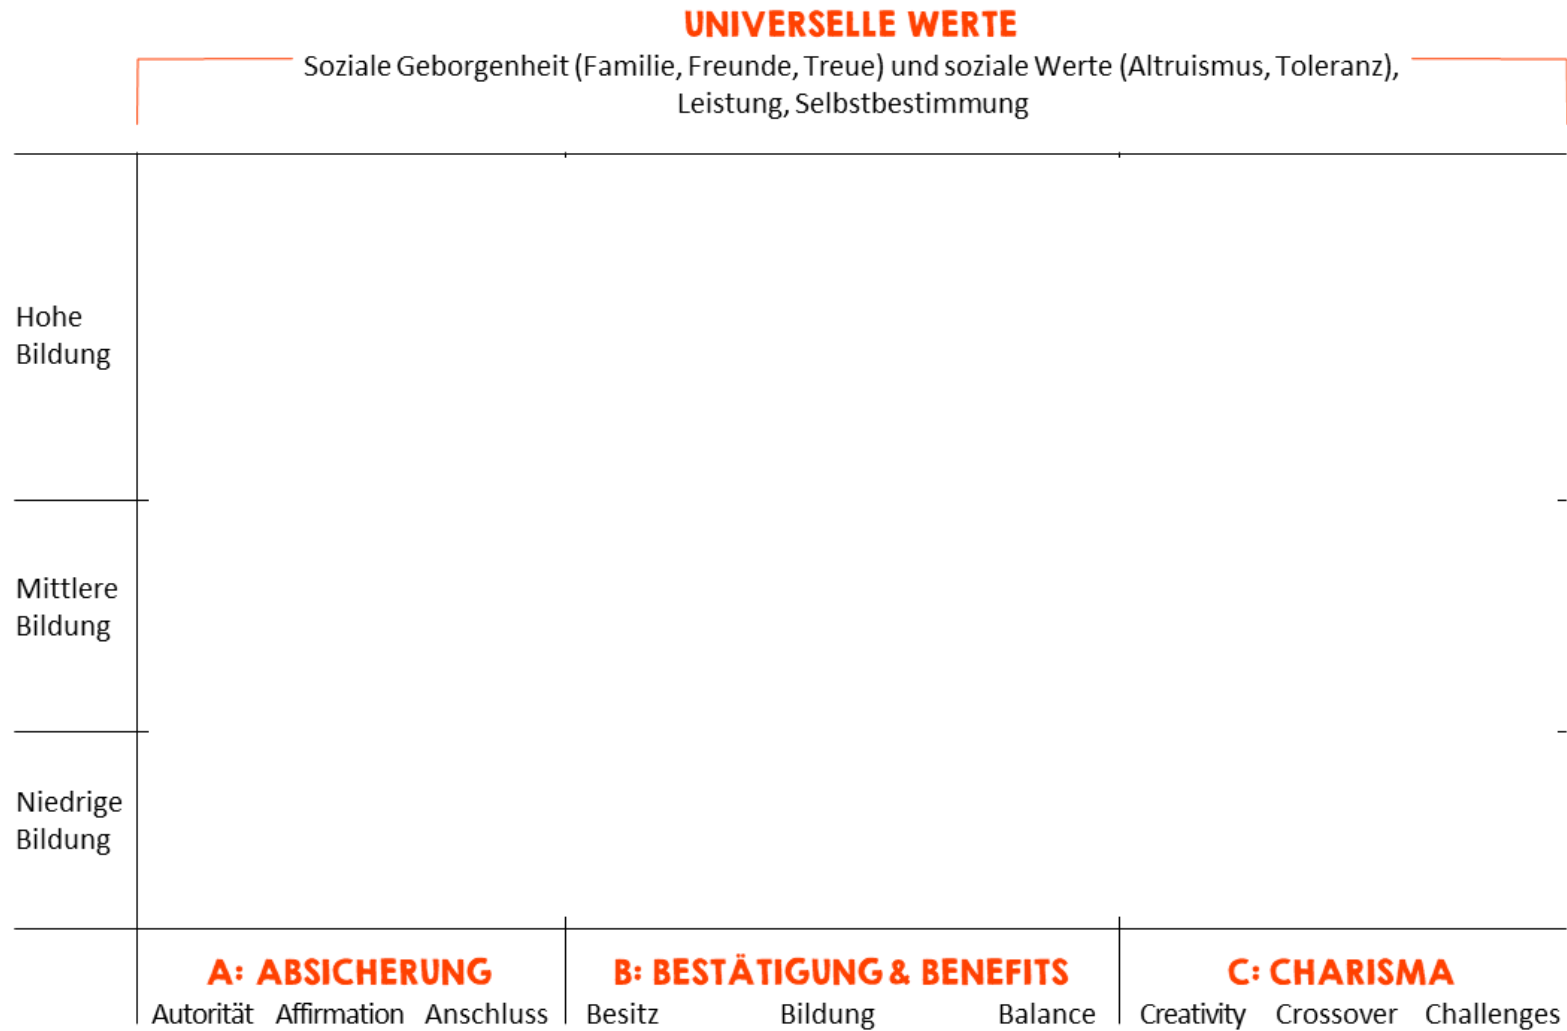 UNIVERSELLE WERTE
Soziale Geborgenheit (Familie, Freunde, Treue) und soziale Werte (Altruismus, Toleranz),
Leistung, Selbstbestimmung
Hohe
Bildung
Mittlere
Bildung
Niedrige
Bildung
A: ABSICHERUNG
B: BESTÄTIGUNG & BENEFITS
C: CHARISMA
Autorität Affirmation Anschluss
Besitz Bildung Balance
Creativity Crossover Challenges